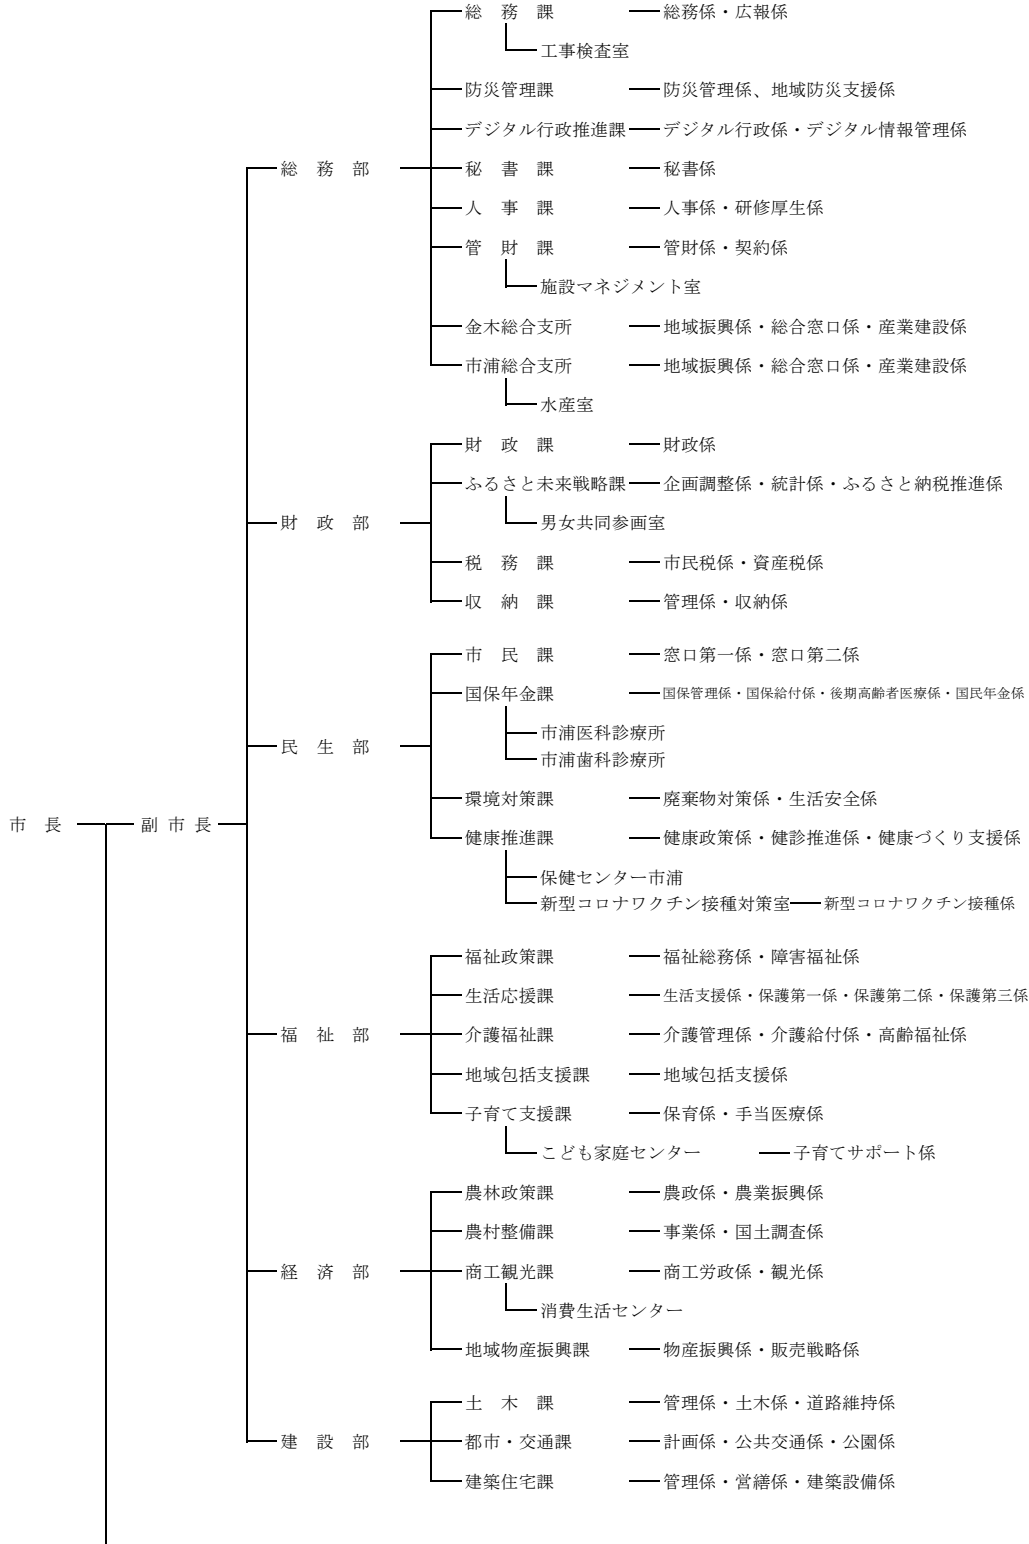 総　務　課　総務係・広報係
工事検査室
防災管理課　防災管理係、地域防災支援係
デジタル行政推進課　デジタル行政係・デジタル情報管理係
総　務　部　秘　書　課　秘書係
人　事　課　人事係・研修厚生係
管　財　課　管財係・契約係
施設マネジメント室
金木総合支所　地域振興係・総合窓口係・産業建設係
市浦総合支所　地域振興係・総合窓口係・産業建設係
水産室
財　政　課　財政係
ふるさと未来戦略課　企画調整係・統計係・ふるさと納税推進係
財　政　部　男女共同参画室
税　務　課　市民税係・資産税係
収　納　課　管理係・収納係
市　民　課　窓口第一係・窓口第二係
国保年金課　国保管理係・国保給付係・後期高齢者医療係・国民年金係
市浦医科診療所
民　生　部
市浦歯科診療所
環境対策課　廃棄物対策係・生活安全係
市　長　副 市 長
健康推進課　健康政策係・健診推進係・健康づくり支援係
保健センター市浦
新型コロナワクチン接種対策室　新型コロナワクチン接種係
福祉政策課　福祉総務係・障害福祉係
生活応援課　生活支援係・保護第一係・保護第二係・保護第三係
福　祉　部　介護福祉課　介護管理係・介護給付係・高齢福祉係
地域包括支援課　地域包括支援係
子育て支援課　保育係・手当医療係
こども家庭センター　子育てサポート係
農林政策課　農政係・農業振興係
農村整備課　事業係・国土調査係
経　済　部　商工観光課　商工労政係・観光係
消費生活センター
地域物産振興課　物産振興係・販売戦略係
土　木　課　管理係・土木係・道路維持係
建　設　部　都市・交通課　計画係・公共交通係・公園係
建築住宅課　管理係・営繕係・建築設備係